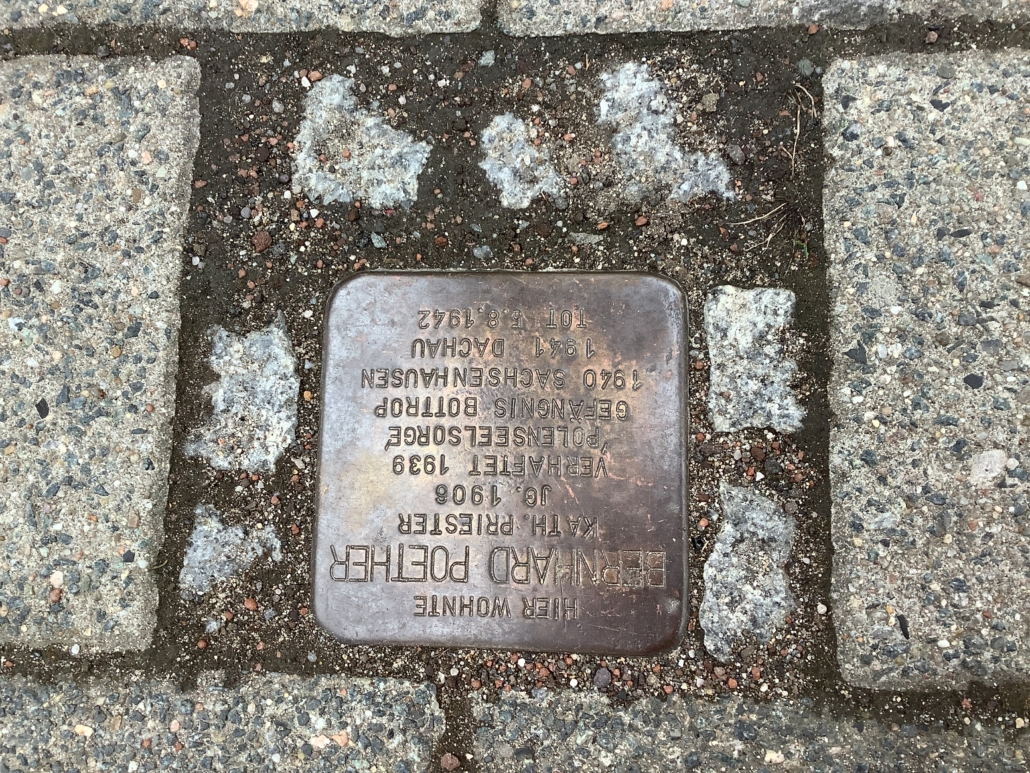 HIER WOHNTE
BERNHARD POETHER
KATH. PRIESTER
JG. 1906
VERHAFTET 1939
'POLENSEELSORGE'
GEFÄNGNIS BOTTROP
1940 SACHSENHAUSEN
1941 DACHAU
TOT 5.8.1942